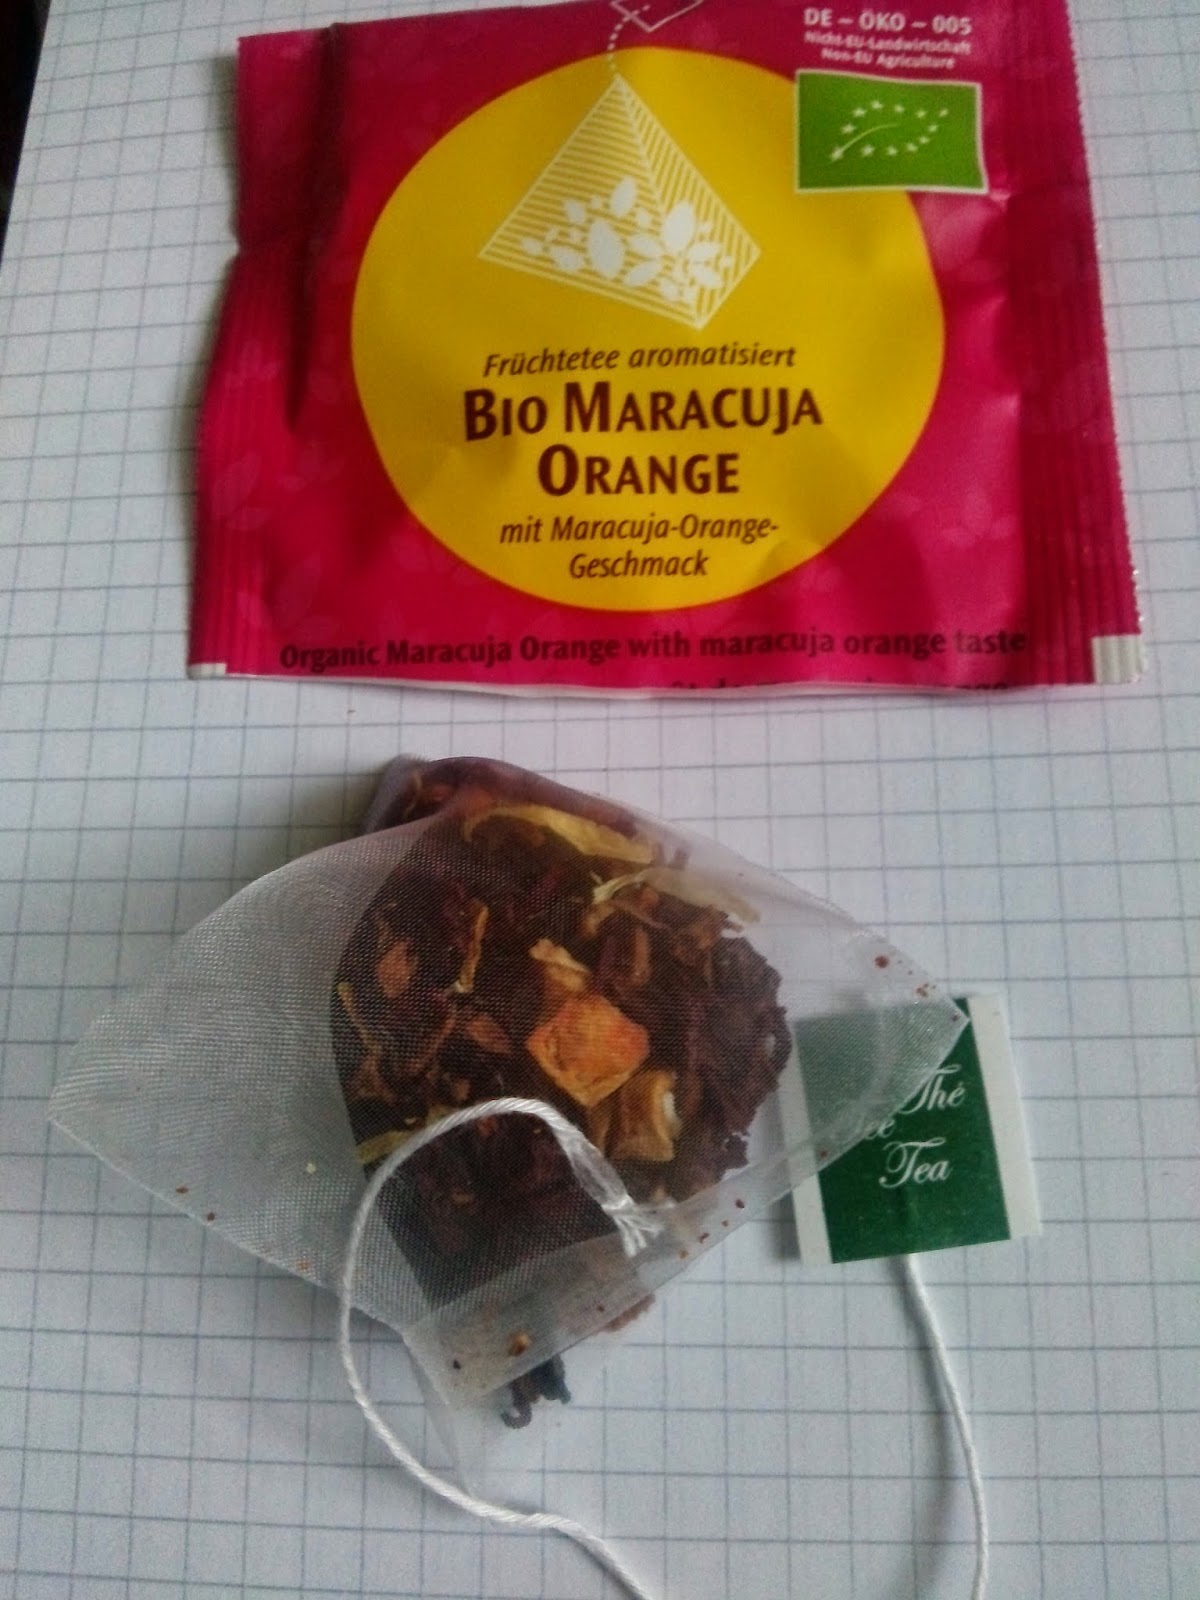 DE – ÖKO – 005
Nicht-EU-Landwirtschaft
Non-EU Agriculture
Früchtetee aromatisiert
BIO MARACUJA
ORANGE
mit Maracuja-Orange-
Geschmack
Organic Maracuja Orange with maracuja orange taste
Thé
Tea